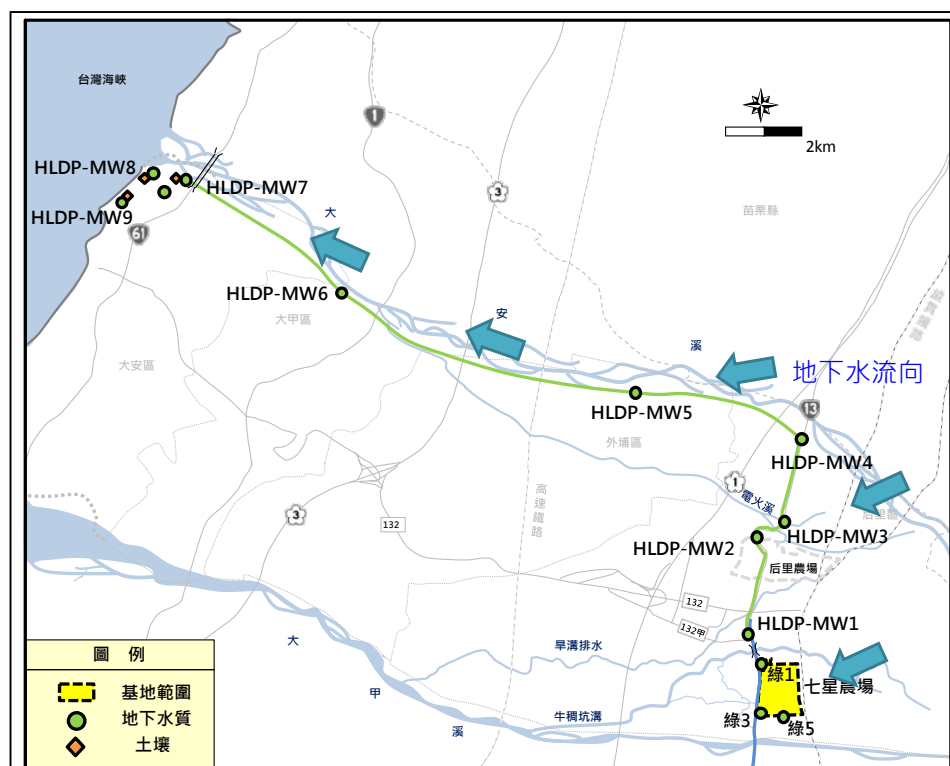 台灣海峽
1
2km
HLDP-MW8
HLDP-MW7
3
HLDP-MW9
61
大
苗栗縣
HLDP-MW6
大甲區
安
溪
大安區
地下水流向
HLDP-MW5
13
外埔區
HLDP-MW4
1
高速鐵路
電火溪
3
132
后里區
HLDP-MW3
HLDP-MW2
后里農場
132
132甲
HLDP-MW1
大
旱溝排水
綠1
七星農場
甲
牛稠坑溝
綠3
綠5
溪
圖 例
基地範圍
地下水質
土壤